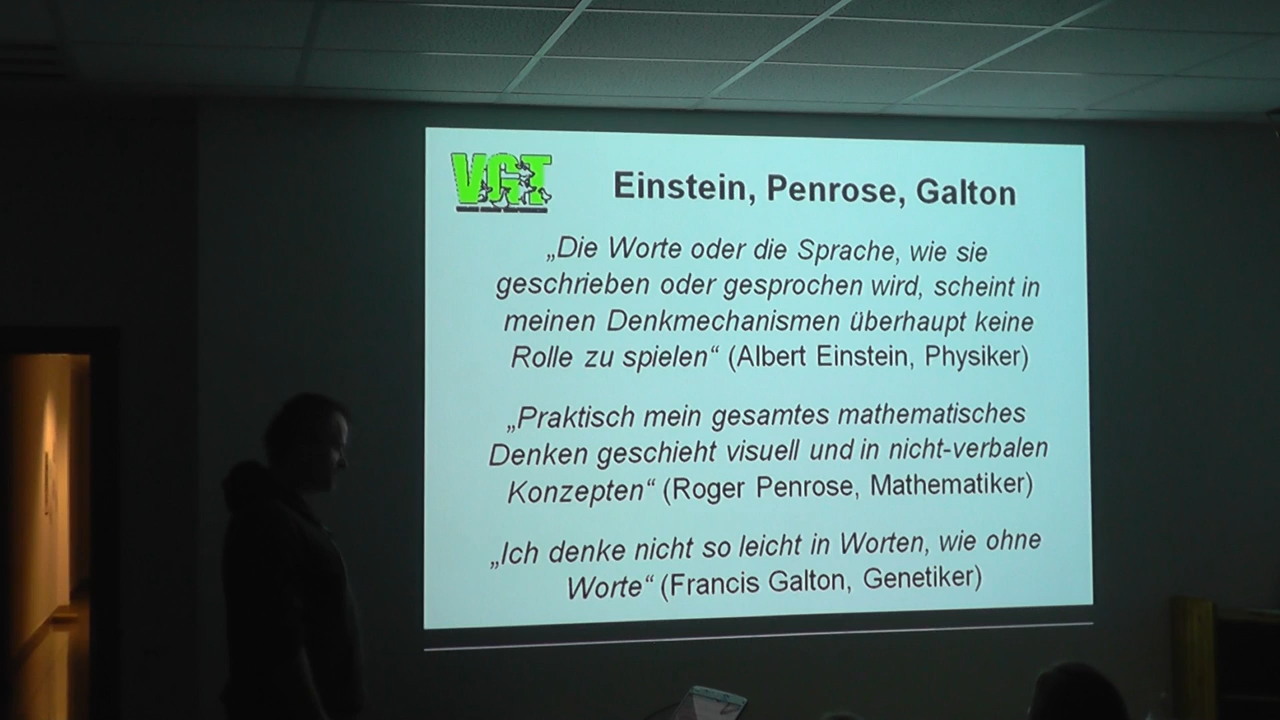 VGT
Einstein, Penrose, Galton
„Die Worte oder die Sprache, wie sie
geschrieben oder gesprochen wird, scheint in
meinen Denkmechanismen überhaupt keine
Rolle zu spielen“ (Albert Einstein, Physiker)
„Praktisch mein gesamtes mathematisches
Denken geschieht visuell und in nicht-verbalen
Konzepten“ (Roger Penrose, Mathematiker)
„Ich denke nicht so leicht in Worten, wie ohne
Worte“ (Francis Galton, Genetiker)